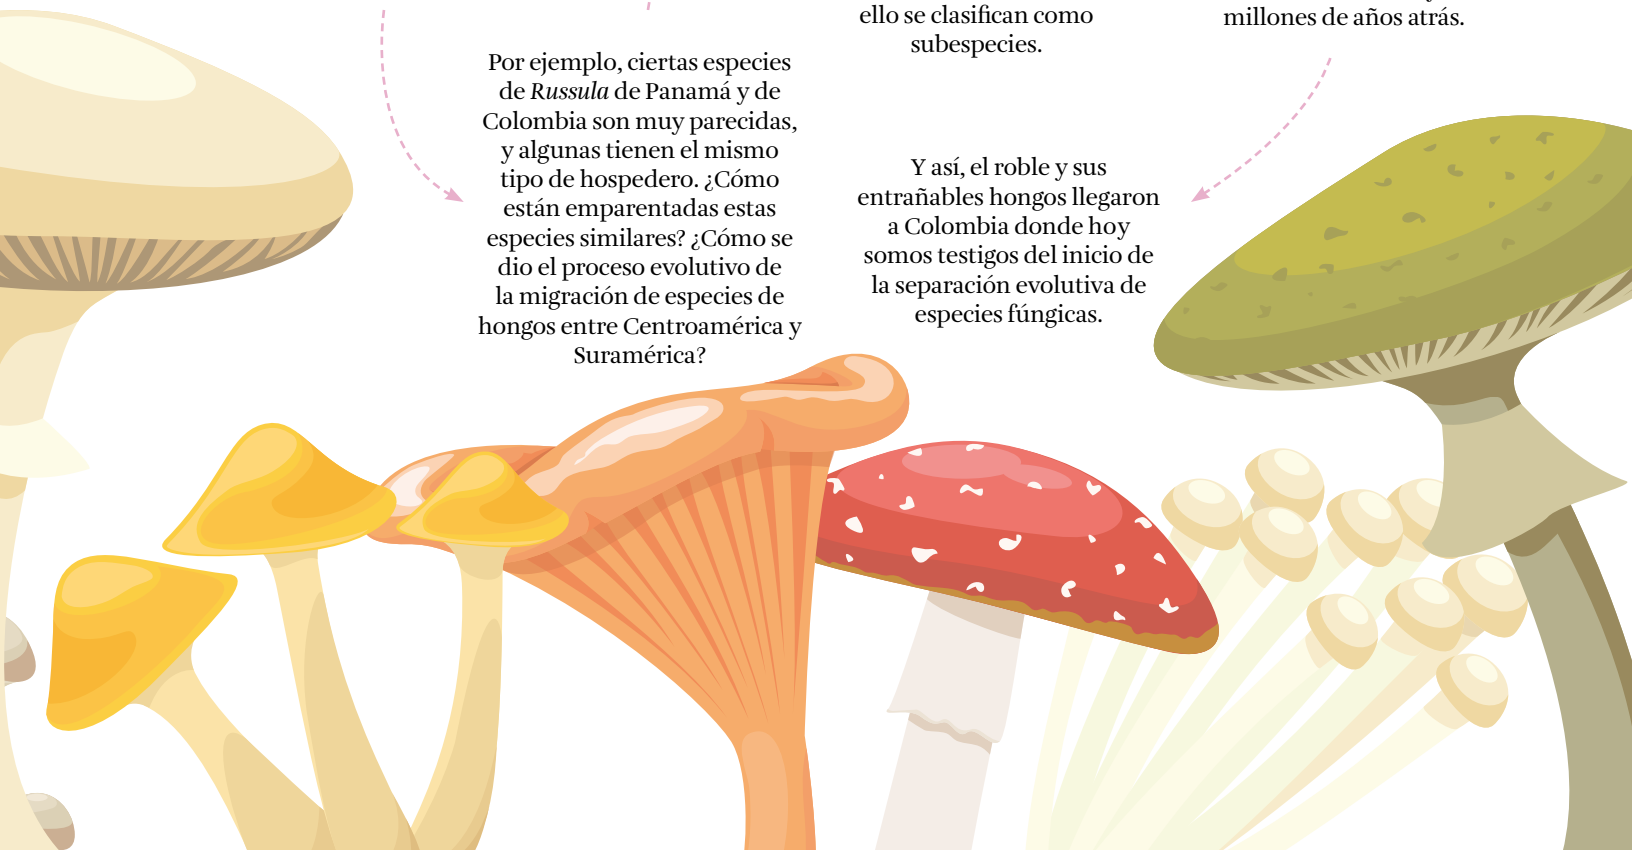 ello se clasifican como
subespecies.
millones de años atrás.
Por ejemplo, ciertas especies
de Russula de Panamá y de
Colombia son muy parecidas,
y algunas tienen el mismo
tipo de hospedero. ¿Cómo
están emparentadas estas
especies similares? ¿Cómo se
dio el proceso evolutivo de
la migración de especies de
hongos entre Centroamérica y
Suramérica?
Y así, el roble y sus
entrañables hongos llegaron
a Colombia donde hoy
somos testigos del inicio de
la separación evolutiva de
especies fúngicas.